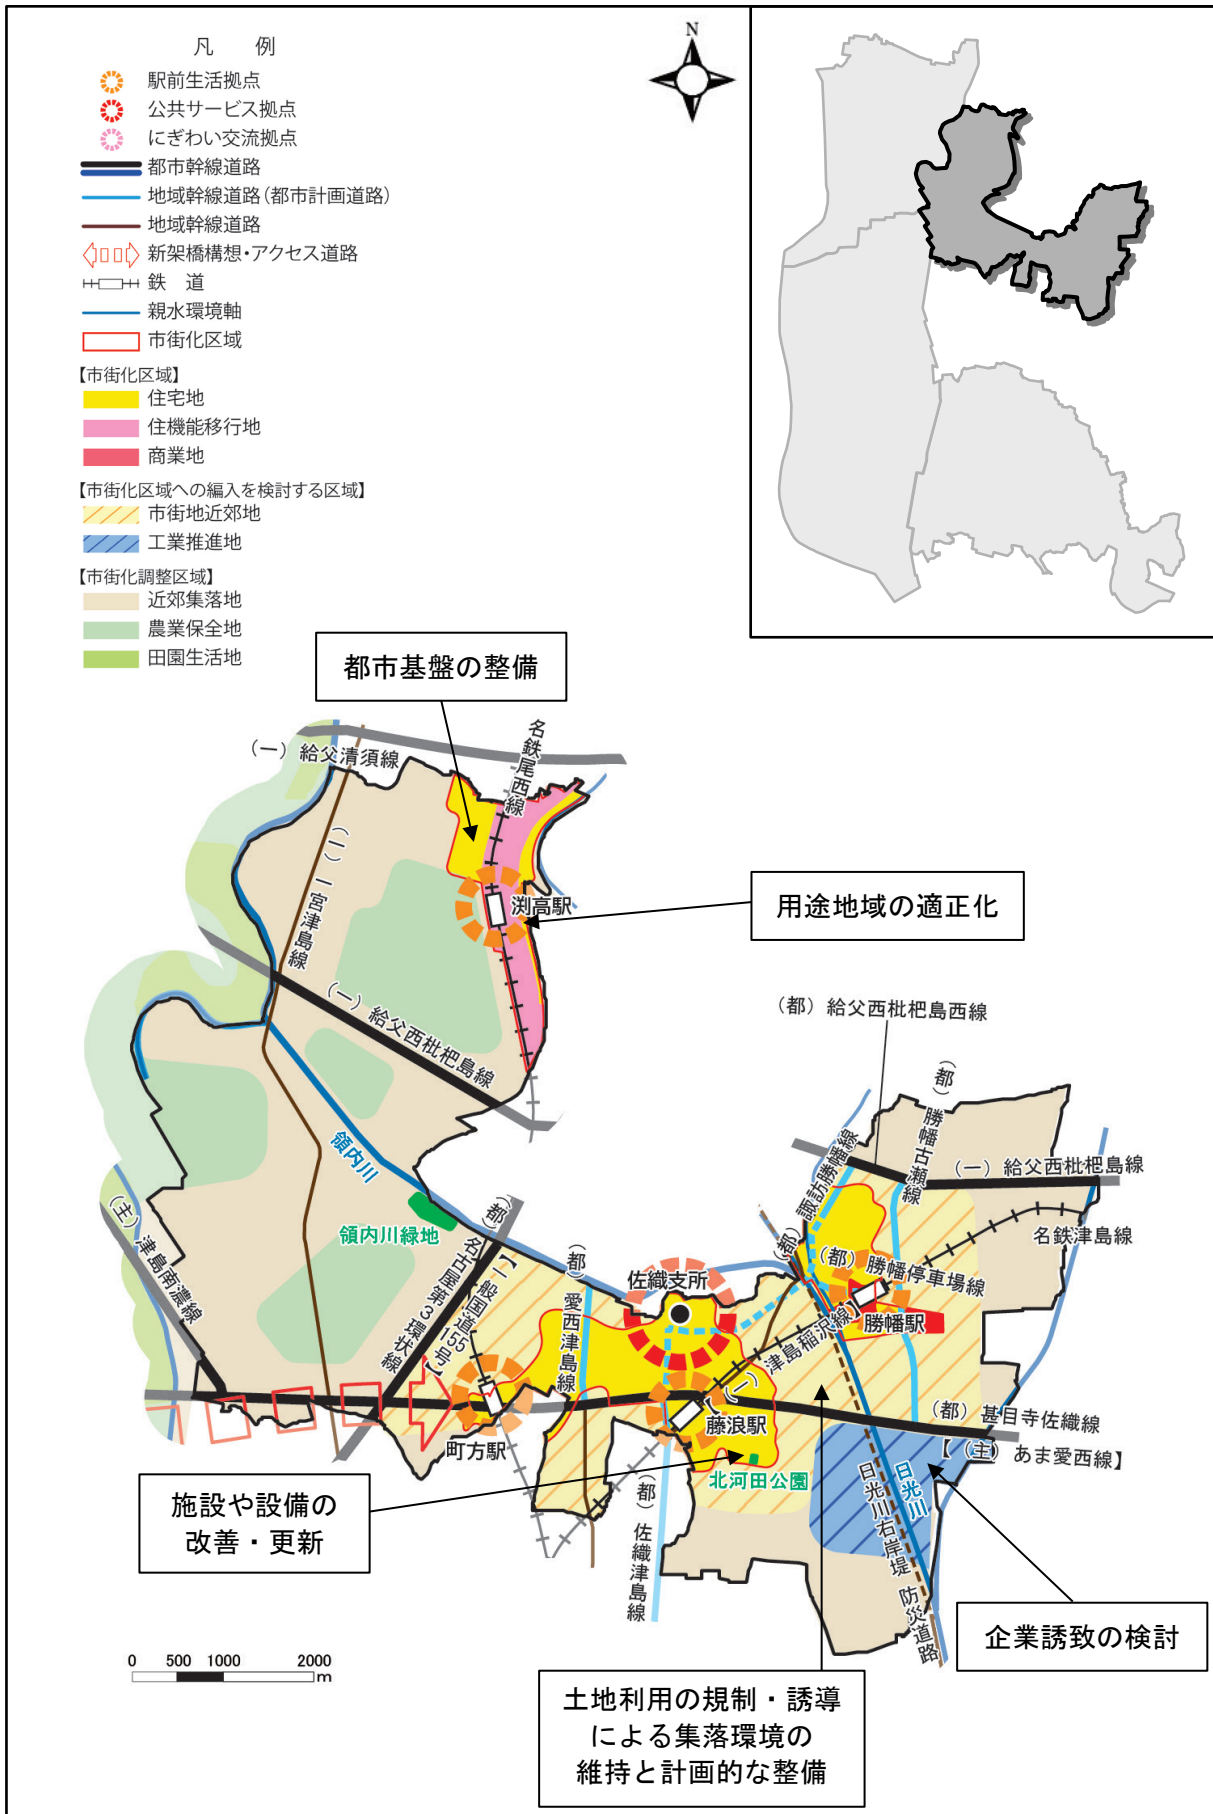 凡　例
N
駅前生活拠点
公共サービス拠点
にぎわい交流拠点
都市幹線道路
地域幹線道路(都市計画道路)
地域幹線道路
新架橋構想・アクセス道路
鉄　道
親水環境軸
市街化区域
【市街化区域】
住宅地
住機能移行地
商業地
【市街化区域への編入を検討する区域】
市街地近郊地
工業推進地
【市街化調整区域】
近郊集落地
農業保全地
田園生活地
都市基盤の整備
(一)給父清須線
名鉄尾西線
(一)一宮津島線
渕高駅
用途地域の適正化
(一)給父西枇杷島線
(都)給父西枇杷島西線
(都)諏訪勝幡線
(都)勝幡古瀬線
(一)給父西枇杷島線
名鉄津島線
領内川
領内川緑地
(主)津島南濃線
(都)名古屋第3環状線
【一般国道155号】
(都)愛西津島線
佐織支所
(都)勝幡停車場線
勝幡駅
【(一)津島稲沢線】
町方駅
藤浪駅
(都)甚目寺佐織線
【(主)あま愛西線】
北河田公園
(都)佐織津島線
日光川
日光川右岸堤 防災道路
施設や設備の
改善・更新
企業誘致の検討
土地利用の規制・誘導
による集落環境の
維持と計画的な整備
0 500 1000 2000
m